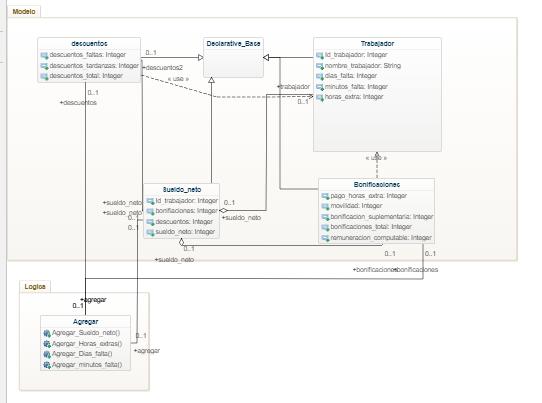 Modelo
descuentos
descuentos_faltas: Integer
descuentos_tardanzas: Integer
descuentos_total: Integer
Declarative_Base
Trabajador
Id_trabajador: Integer
nombre_trabajador: String
dias_falta: Integer
minutos_falta: Integer
horas_extra: Integer
0..1
+descuentos2
« use »
+trabajador
0..1
0..1
+descuentos
« use »
Sueldo_neto
Id_trabajador: Integer
bonifiaciones: Integer
descuentos: Integer
sueldo_neto: Integer
Bonificaciones
pago_horas_extra: Integer
movilidad: Integer
bonificacion_suplementaria: Integer
bonificaciones_total: Integer
remuneracion_computable: Integer
+sueldo_neto
+sueldo_neto
0..1
0..1
0..1
+sueldo_neto
0..1
+sueldo_neto
0..1
0..1
+bonificaciones
+bonificaciones
Logica
+agregar
0..1
Agregar
Agregar_Sueldo_neto()
Agergar_Horas_extras()
Agregar_Dias_falta()
Agregar_minutos_falta()
0..1
+agregar